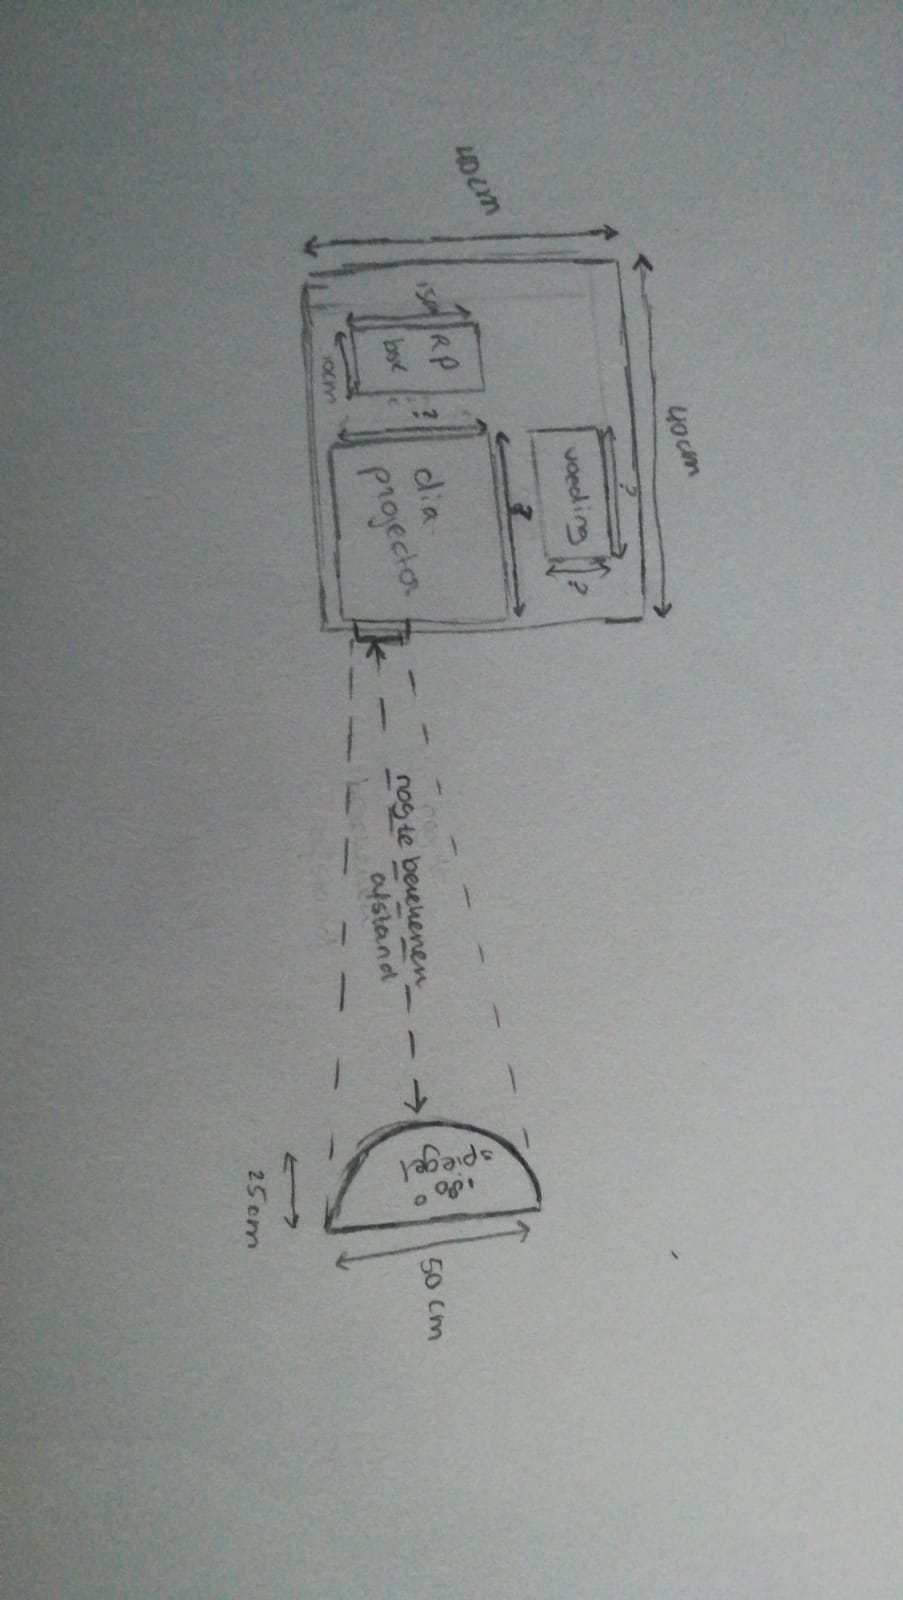 40cm
40cm
15cm
RP
box
10cm
?
dia
projector
?
voeding
?
?
nog te berekenen
afstand
spiegel
25cm
50 cm